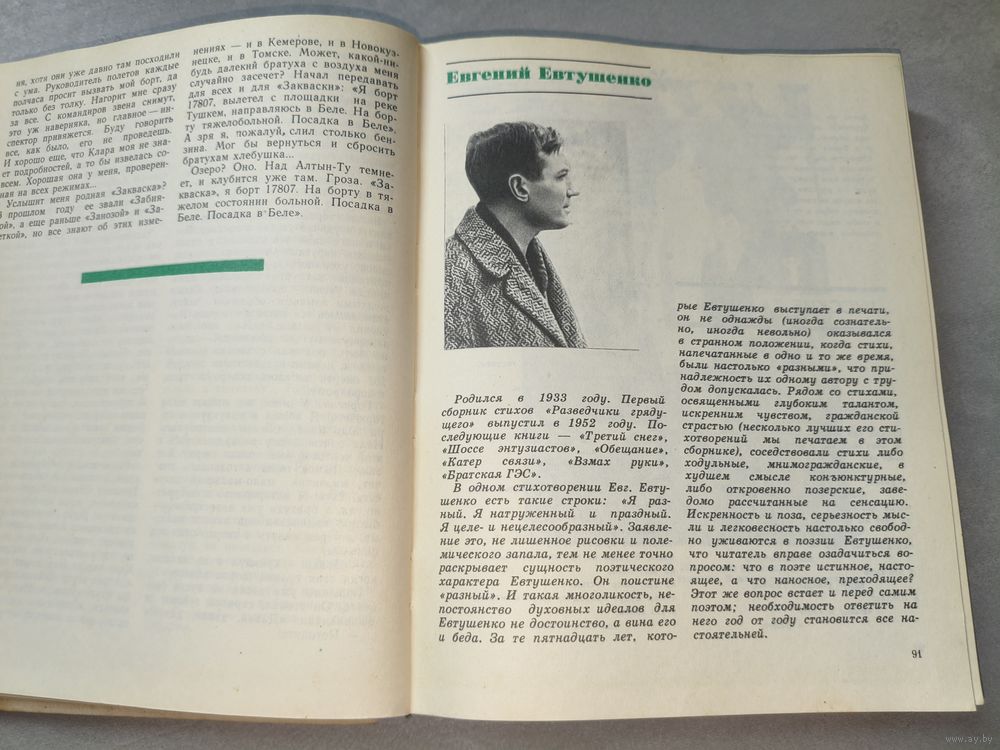 ня, хотя они уже давно там посходили
с ума. Руководитель полетов каждые
полчаса просит вызвать мой борт, да
только без толку. Нагорит мне сразу
за все. С командиров звена снимут,
это уж наверняка, но главное — ин-
спектор привяжется. Буду говорить
все, как было, его не проведешь.
И хорошо еще, что Клара моя не зна-
ет подробностей, а то бы извелась со-
всем. Хорошая она у меня, проверен-
ная на всех режимах...
Услышит меня родная «Закваска»?
В прошлом году ее звали «Забия-
кой», а еще раньше «Занозой» и «За-
меткой», но все знают об этих изме-
нениях — и в Кемерове, и в Новокуз-
нецке, и в Томске. Может, какой-ни-
будь далекий братуха с воздуха меня
случайно засечет? Начал передавать
для всех и для «Закваски»: «Я борт
17807, вылетел с площадки на реке
Тушкем, направляюсь в Беле. На бор-
ту тяжелобольной. Посадка в Беле».
А зря я, пожалуй, слил столько бен-
зина. Мог бы вернуться и сбросить
братухам хлебушка...
Озеро? Оно. Над Алтын-Ту темне-
ет, и клубится уже там. Гроза. «За-
кваска», я борт 17807. На борту в тя-
желом состоянии больной. Посадка в
Беле. Посадка в Беле».
Евгений Евтушенко
Родился в 1933 году. Первый
сборник стихов «Разведчики гряду-
щего» выпустил в 1952 году. По-
следующие книги — «Третий снег»,
«Шоссе энтузиастов», «Обещание»,
«Катер связи», «Взмах руки»,
«Братская ГЭС».
В одном стихотворении Евг. Евту-
шенко есть такие строки: «Я раз-
ный. Я натруженный и праздный.
Я целе- и нецелесообразный». Заявле-
ние это, не лишенное рисовки и поле-
мического запала, тем не менее точно
раскрывает сущность поэтического
характера Евтушенко. Он поистине
«разный». И такая многоликость, не-
постоянство духовных идеалов для
Евтушенко не достоинство, а вина его
и беда. За те пятнадцать лет, кото-
рые Евтушенко выступает в печати,
он не однажды (иногда сознатель-
но, иногда невольно) оказывался
в странном положении, когда стихи,
напечатанные в одно и то же время,
были настолько «разными», что при-
надлежность их одному автору с тру-
дом допускалась. Рядом со стихами,
освященными глубоким талантом,
искренним чувством, гражданской
страстью (несколько лучших его сти-
хотворений мы печатаем в этом
сборнике), соседствовали стихи либо
ходульные, мнимогражданские, в
худшем смысле конъюнктурные,
либо откровенно позерские, заве-
домо рассчитанные на сенсацию.
Искренность и поза, серьезность мыс-
ли и легковесность настолько свобод-
но уживаются в поэзии Евтушенко,
что читатель вправе озадачиться во-
просом: что в поэте истинное, насто-
ящее, а что наносное, преходящее?
Этот же вопрос встает и перед самим
поэтом; необходимость ответить на
него год от году становится все на-
стоятельней.
91
www.ay.by